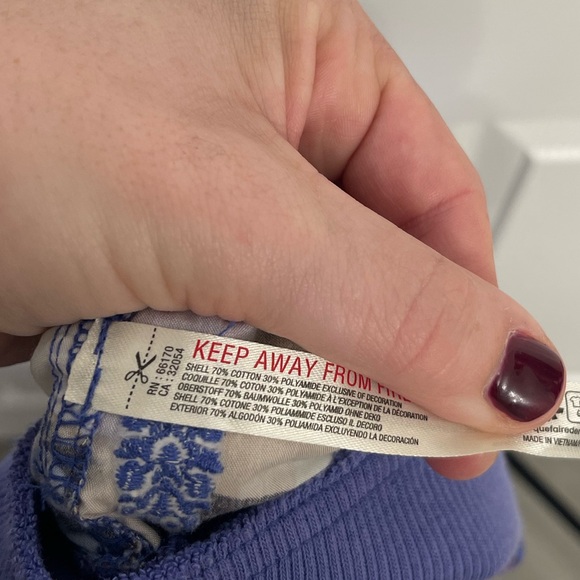 RN : 66170
CA : 32054
KEEP AWAY FROM
SHELL 70% COTTON 30% POLYAMIDE EXCLUSIVE OF DECORATION
COQUILLE 70% COTON 30% POLYAMIDE À L'EXCEPTION DE LA DÉCORATION
OBERSTOFF 70% BAUMWOLLE 30% POLYAMID OHNE DEKO
SHELL 70% COTONE 30% POLIAMMIDE ESCLUSO IL DECORO
EXTERIOR 70% ALGODÓN 30% POLIAMIDA EXCLUYENDO LA DECORACIÓN
MADE IN VIETNAM